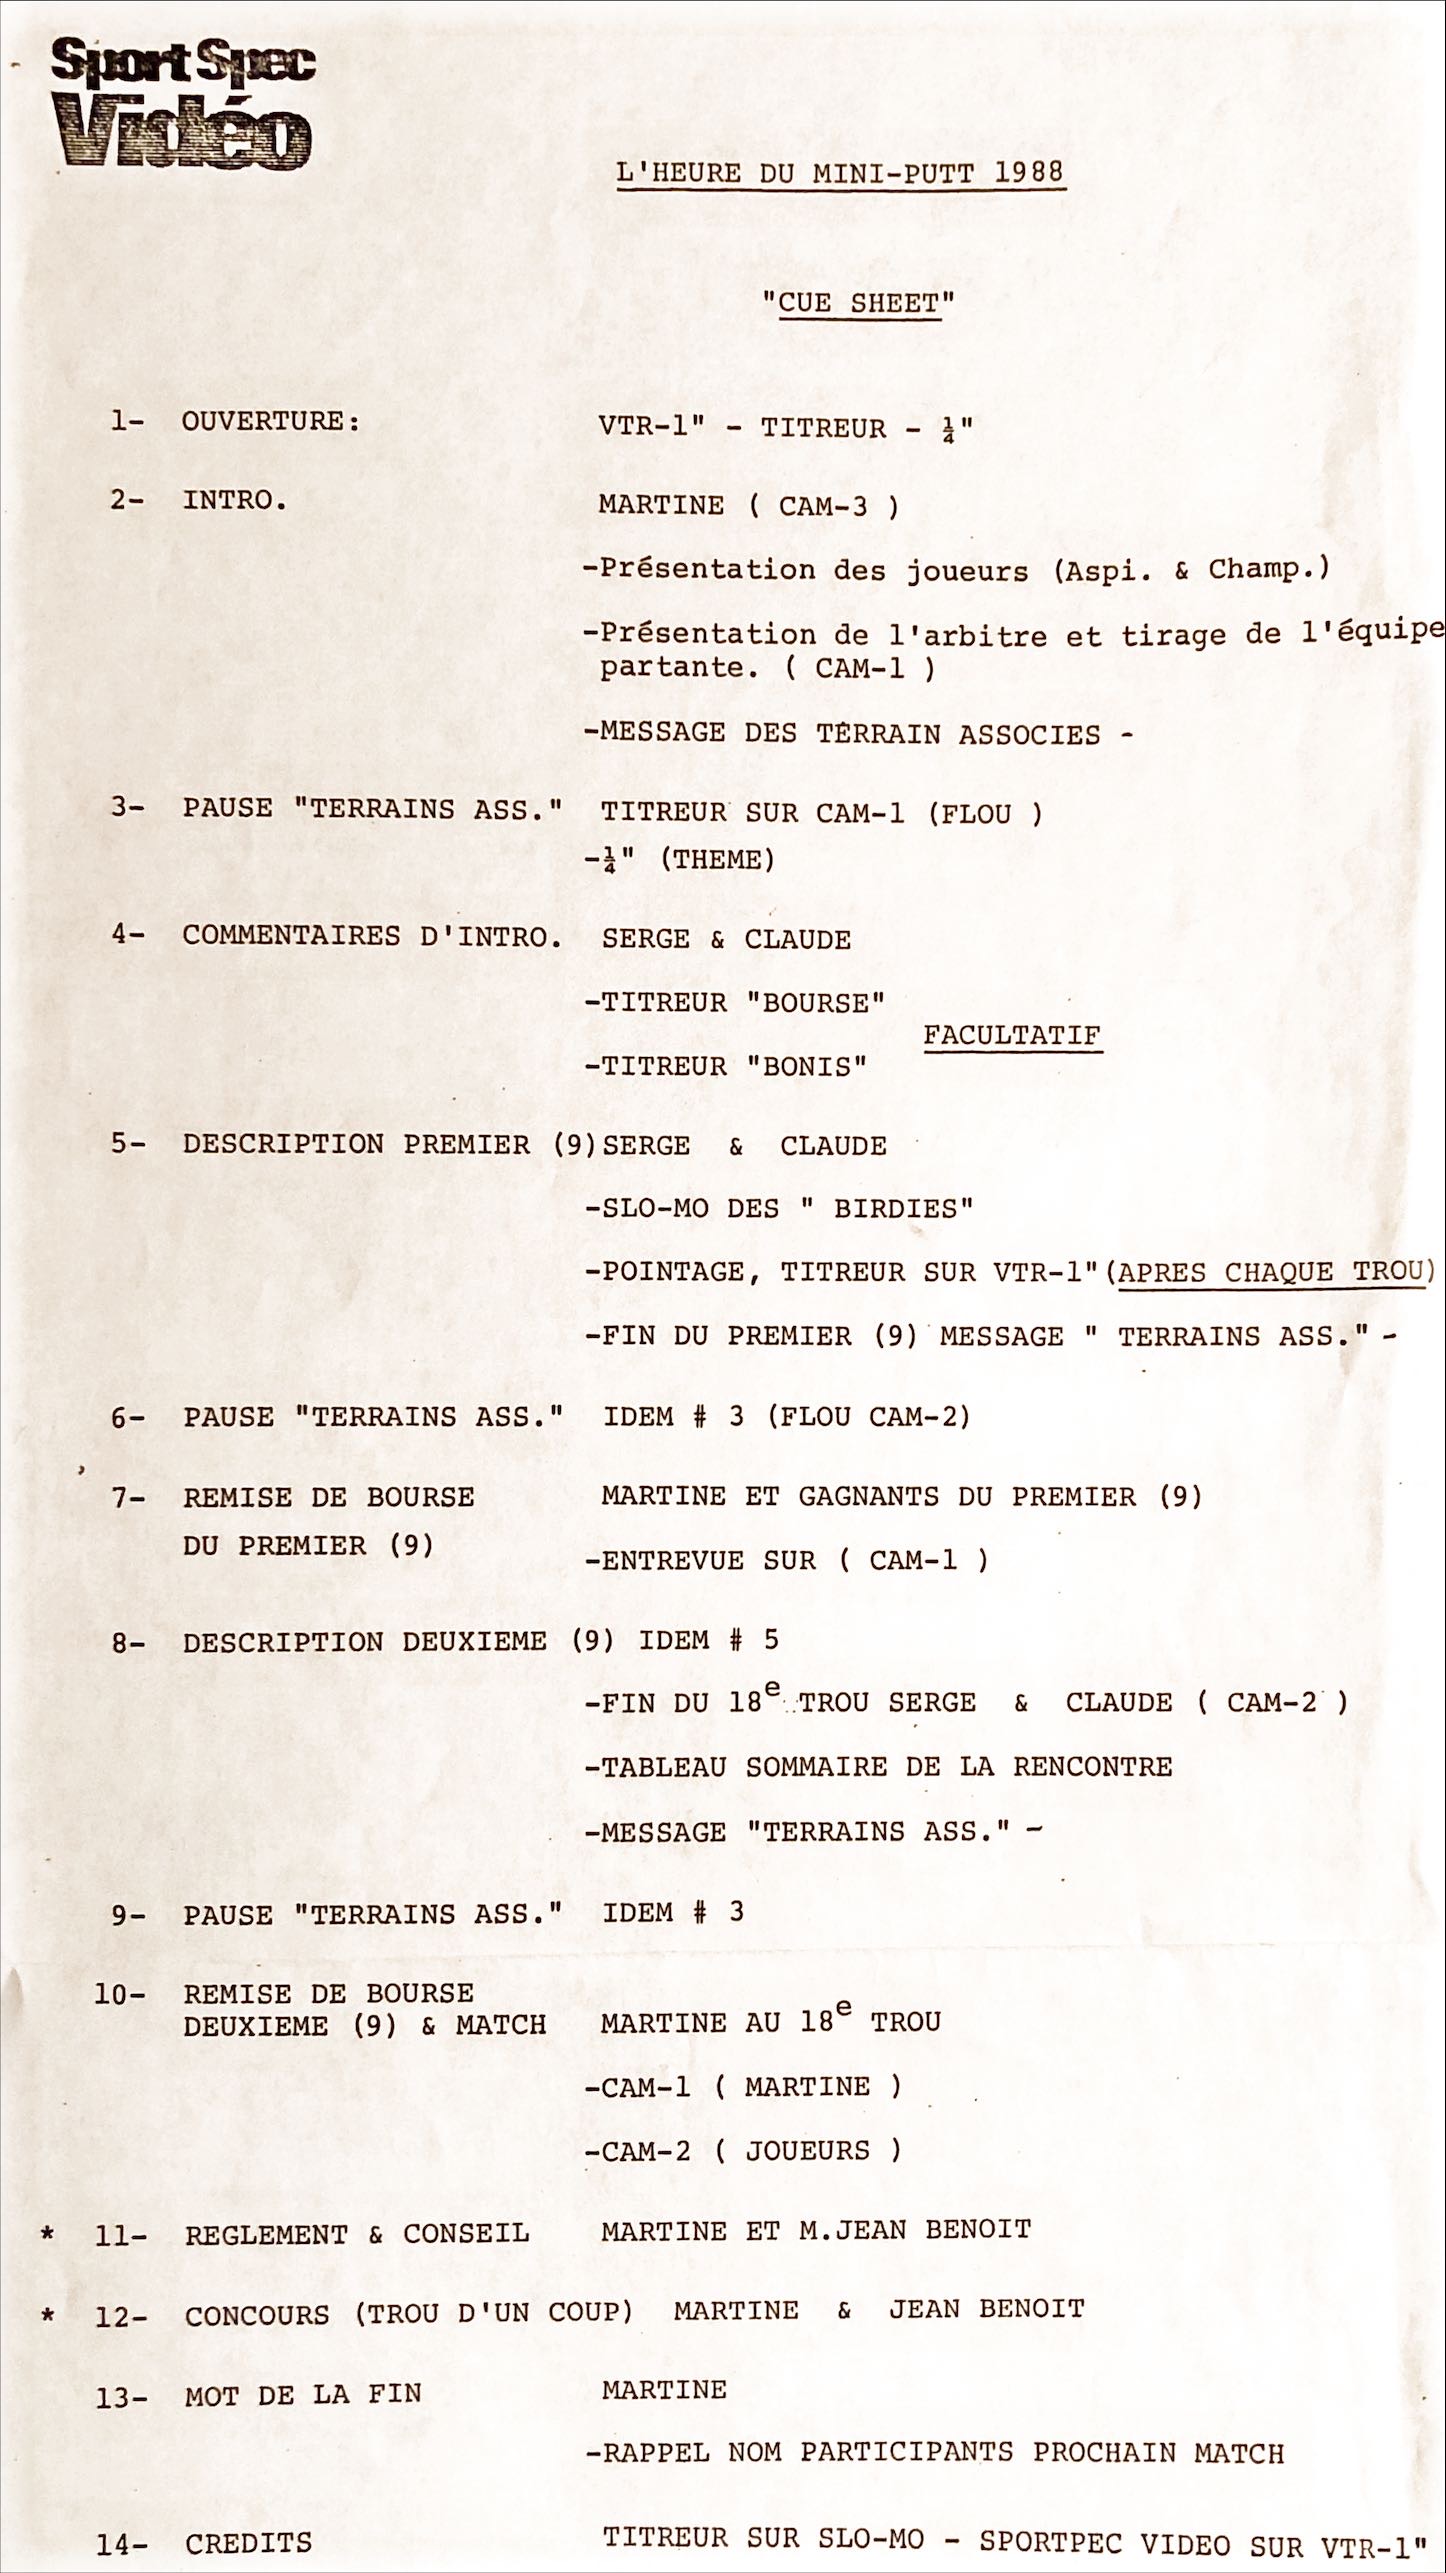 Sport Spec
Vidéo
L'HEURE DU MINI-PUTT 1988
"CUE SHEET"
1- OUVERTURE: VTR-1" - TITREUR - ¼"
2- INTRO. MARTINE ( CAM-3 )
-Présentation des joueurs (Aspi. & Champ.)
-Présentation de l'arbitre et tirage de l'équipe
partante. ( CAM-1 )
-MESSAGE DES TERRAIN ASSOCIES -
3- PAUSE "TERRAINS ASS." TITREUR SUR CAM-1 (FLOU )
-¼" (THEME)
4- COMMENTAIRES D'INTRO. SERGE & CLAUDE
-TITREUR "BOURSE"
FACULTATIF
-TITREUR "BONIS"
5- DESCRIPTION PREMIER (9) SERGE & CLAUDE
-SLO-MO DES " BIRDIES"
-POINTAGE, TITREUR SUR VTR-1" (APRES CHAQUE TROU)
-FIN DU PREMIER (9) MESSAGE " TERRAINS ASS." -
6- PAUSE "TERRAINS ASS." IDEM # 3 (FLOU CAM-2)
7- REMISE DE BOURSE MARTINE ET GAGNANTS DU PREMIER (9)
DU PREMIER (9)
-ENTREVUE SUR ( CAM-1 )
8- DESCRIPTION DEUXIEME (9) IDEM # 5
-FIN DU 18e TROU SERGE & CLAUDE ( CAM-2 )
-TABLEAU SOMMAIRE DE LA RENCONTRE
-MESSAGE "TERRAINS ASS." -
9- PAUSE "TERRAINS ASS." IDEM # 3
10- REMISE DE BOURSE
DEUXIEME (9) & MATCH MARTINE AU 18e TROU
-CAM-1 ( MARTINE )
-CAM-2 ( JOUEURS )
* 11- REGLEMENT & CONSEIL MARTINE ET M.JEAN BENOIT
* 12- CONCOURS (TROU D'UN COUP) MARTINE & JEAN BENOIT
13- MOT DE LA FIN MARTINE
-RAPPEL NOM PARTICIPANTS PROCHAIN MATCH
14- CREDITS TITREUR SUR SLO-MO - SPORTPEC VIDEO SUR VTR-1"